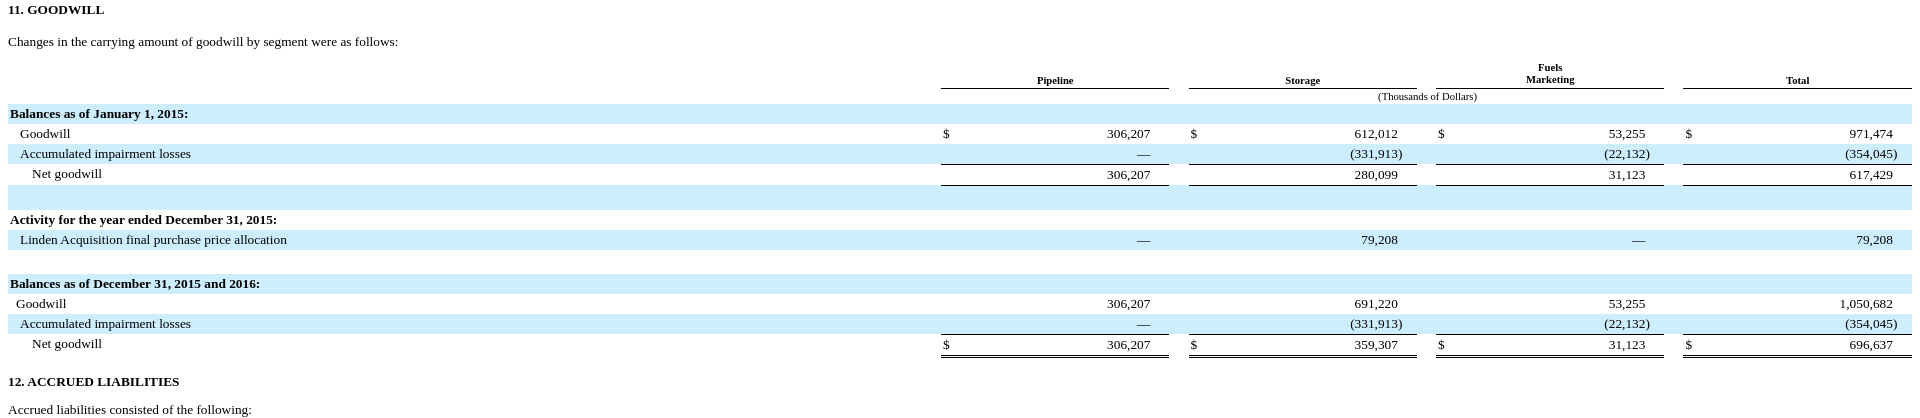 11. GOODWILL
Changes in the carrying amount of goodwill by segment were as follows:
Pipeline Storage Fuels Marketing Total
(Thousands of Dollars)
Balances as of January 1, 2015:
Goodwill $ 306,207 $ 612,012 $ 53,255 $ 971,474
Accumulated impairment losses — (331,913) (22,132) (354,045)
Net goodwill 306,207 280,099 31,123 617,429
Activity for the year ended December 31, 2015:
Linden Acquisition final purchase price allocation — 79,208 — 79,208
Balances as of December 31, 2015 and 2016:
Goodwill 306,207 691,220 53,255 1,050,682
Accumulated impairment losses — (331,913) (22,132) (354,045)
Net goodwill $ 306,207 $ 359,307 $ 31,123 $ 696,637
12. ACCRUED LIABILITIES
Accrued liabilities consisted of the following: